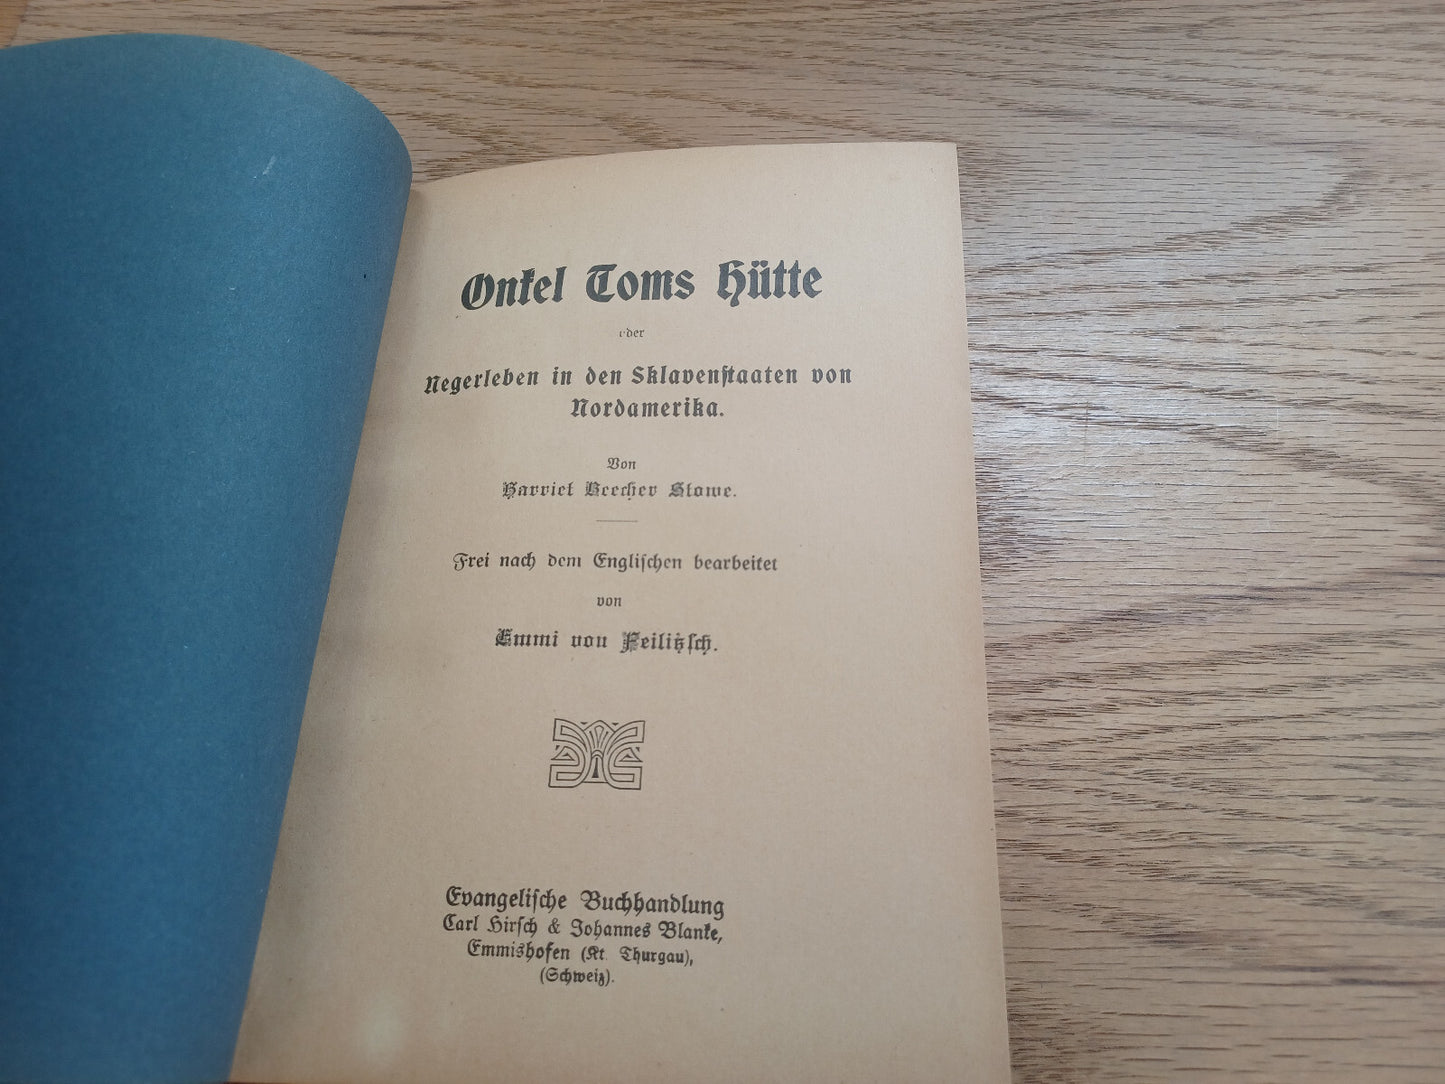 Onkel Toms Hütte
oder
Negerleben in den Sklavenſtaaten von
Nordamerika.
Von
Harriet Beecher Stowe.
Frei nach dem Engliſchen bearbeitet
von
Emmi von Feilitzſch.
Evangeliſche Buchhandlung
Carl Hirſch & Johannes Blanke,
Emmishofen (Kt. Thurgau),
(Schweiz).